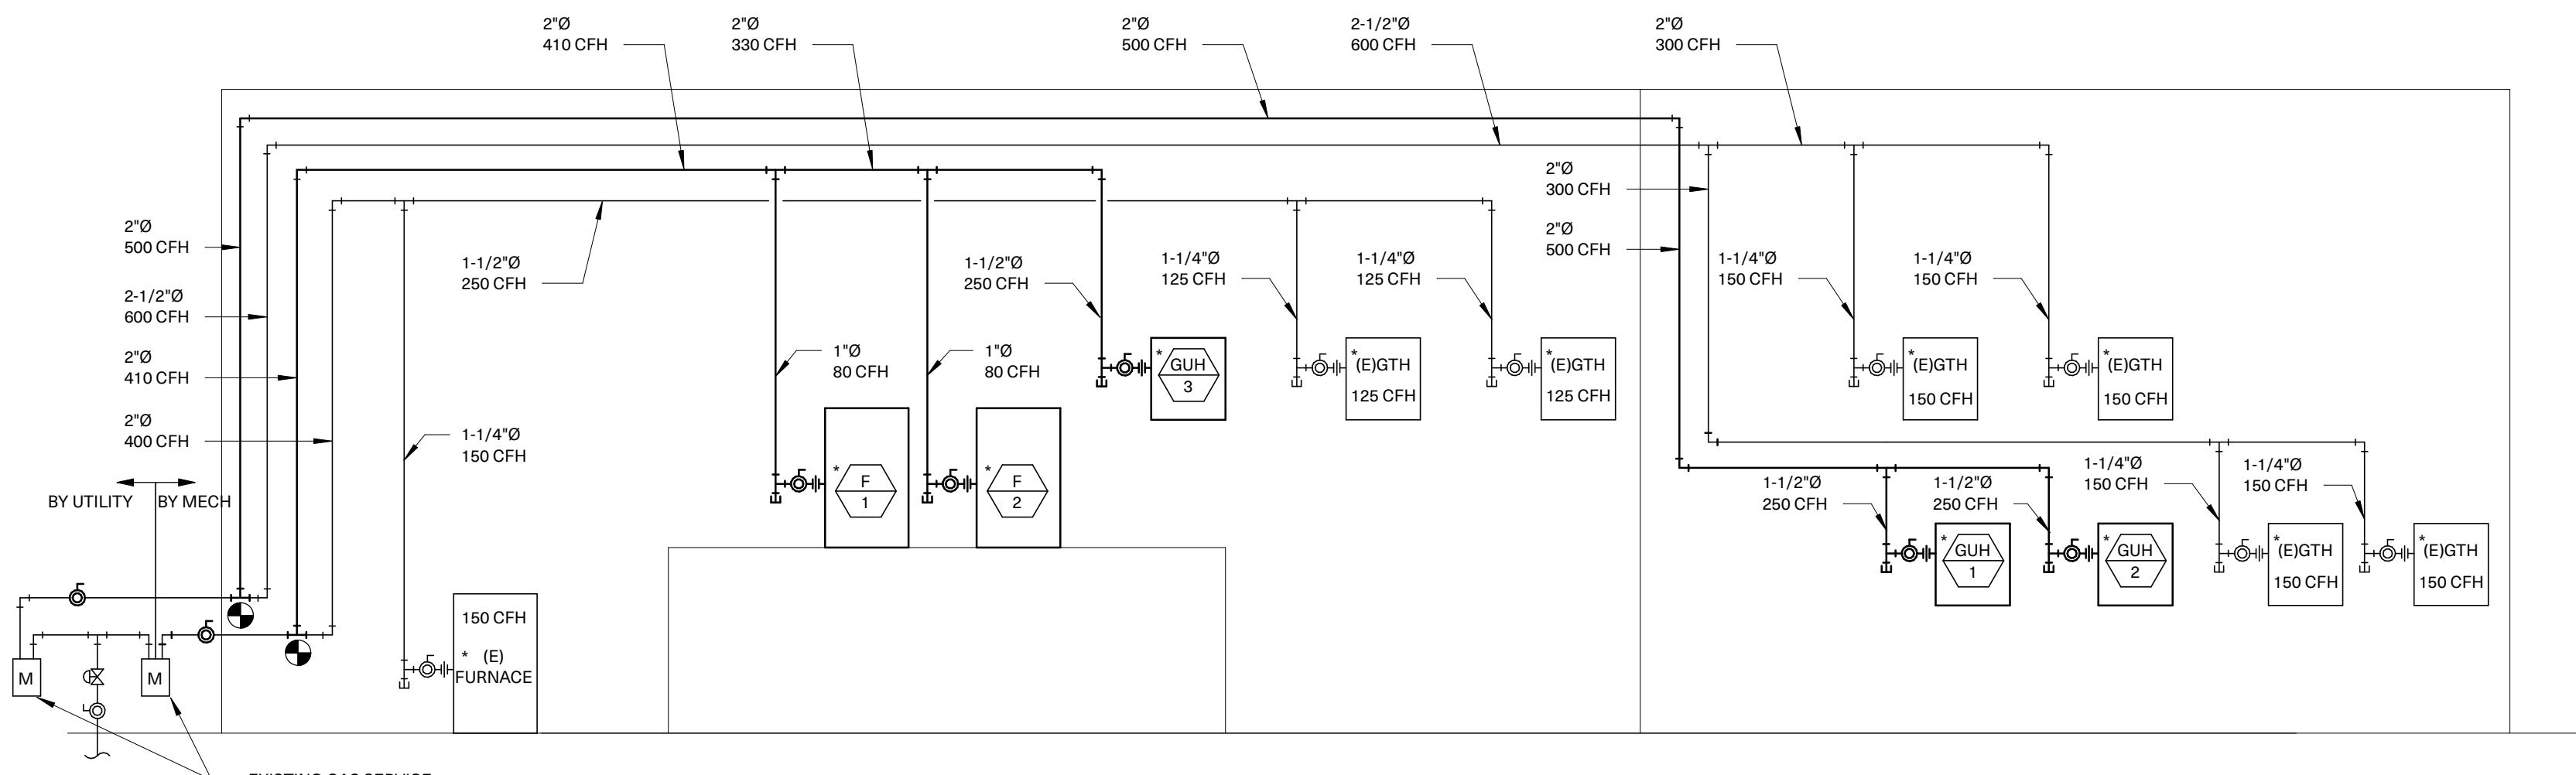 2"Ø
410 CFH
2"Ø
330 CFH
2"Ø
500 CFH
2-1/2"Ø
600 CFH
2"Ø
300 CFH
2"Ø
300 CFH
2"Ø
500 CFH
2"Ø
500 CFH
2-1/2"Ø
600 CFH
2"Ø
410 CFH
2"Ø
400 CFH
1-1/2"Ø
250 CFH
1-1/4"Ø
150 CFH
1"Ø
80 CFH
1"Ø
80 CFH
1-1/2"Ø
250 CFH
1-1/4"Ø
125 CFH
1-1/4"Ø
125 CFH
1-1/4"Ø
150 CFH
1-1/4"Ø
150 CFH
* GUH
3
*
(E)GTH
125 CFH
*
(E)GTH
125 CFH
*
(E)GTH
150 CFH
*
(E)GTH
150 CFH
* F
1
* F
2
1-1/2"Ø
250 CFH
1-1/2"Ø
250 CFH
1-1/4"Ø
150 CFH
1-1/4"Ø
150 CFH
* GUH
1
* GUH
2
*
(E)GTH
150 CFH
*
(E)GTH
150 CFH
BY UTILITY
BY MECH
M
M
150 CFH
* (E)
FURNACE
EXISTING GAS SERVICE